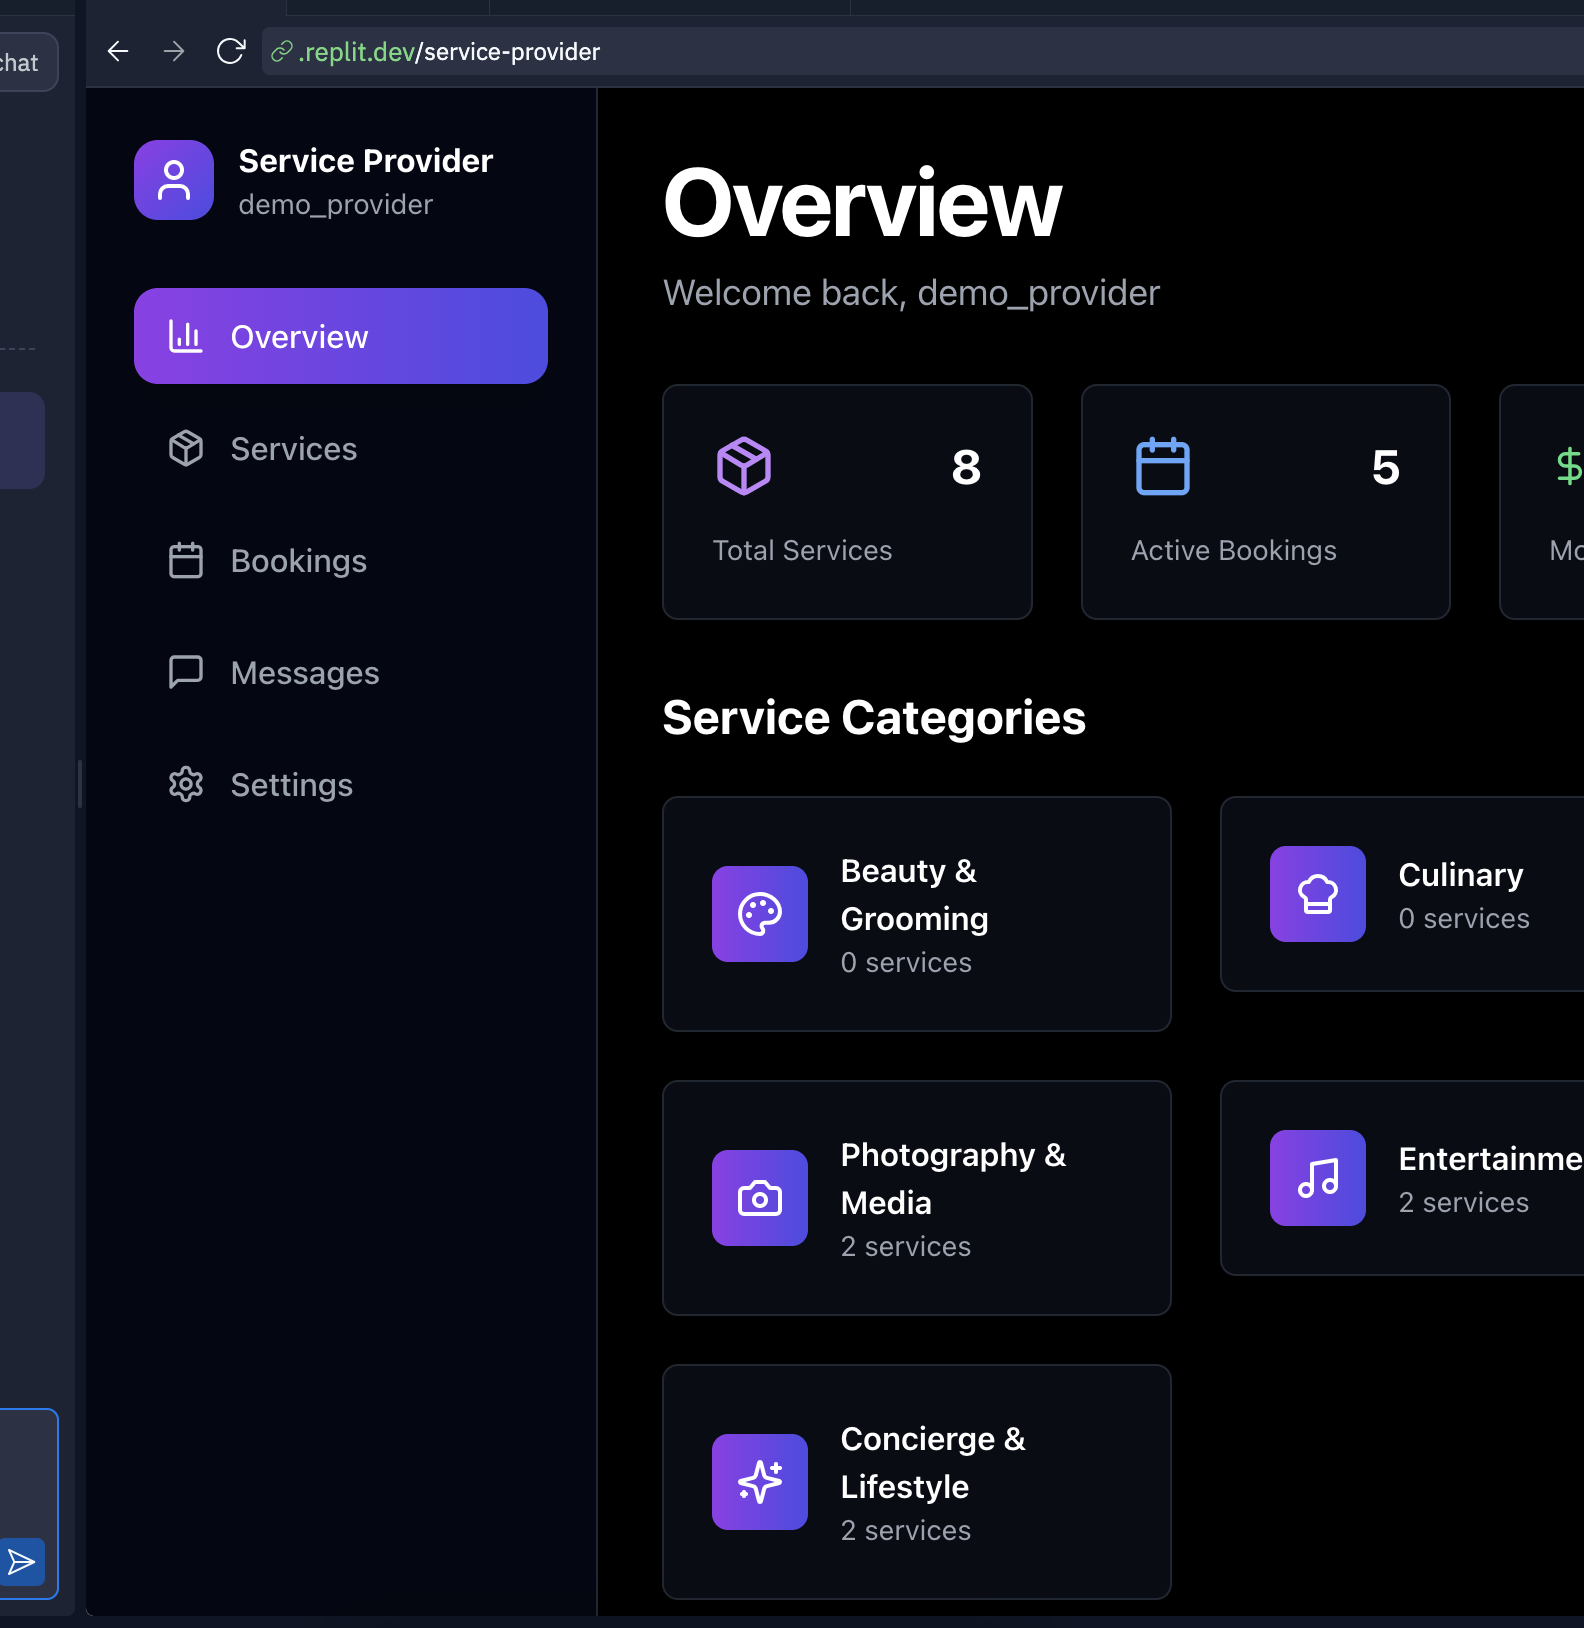 chat
.replit.dev/service-provider
Service Provider
demo_provider
Overview
Services
Bookings
Messages
Settings
Overview
Welcome back, demo_provider
8
Total Services
5
Active Bookings
$
Mo
Service Categories
Beauty &
Grooming
0 services
Culinary
0 services
Photography &
Media
2 services
Entertainme
2 services
Concierge &
Lifestyle
2 services